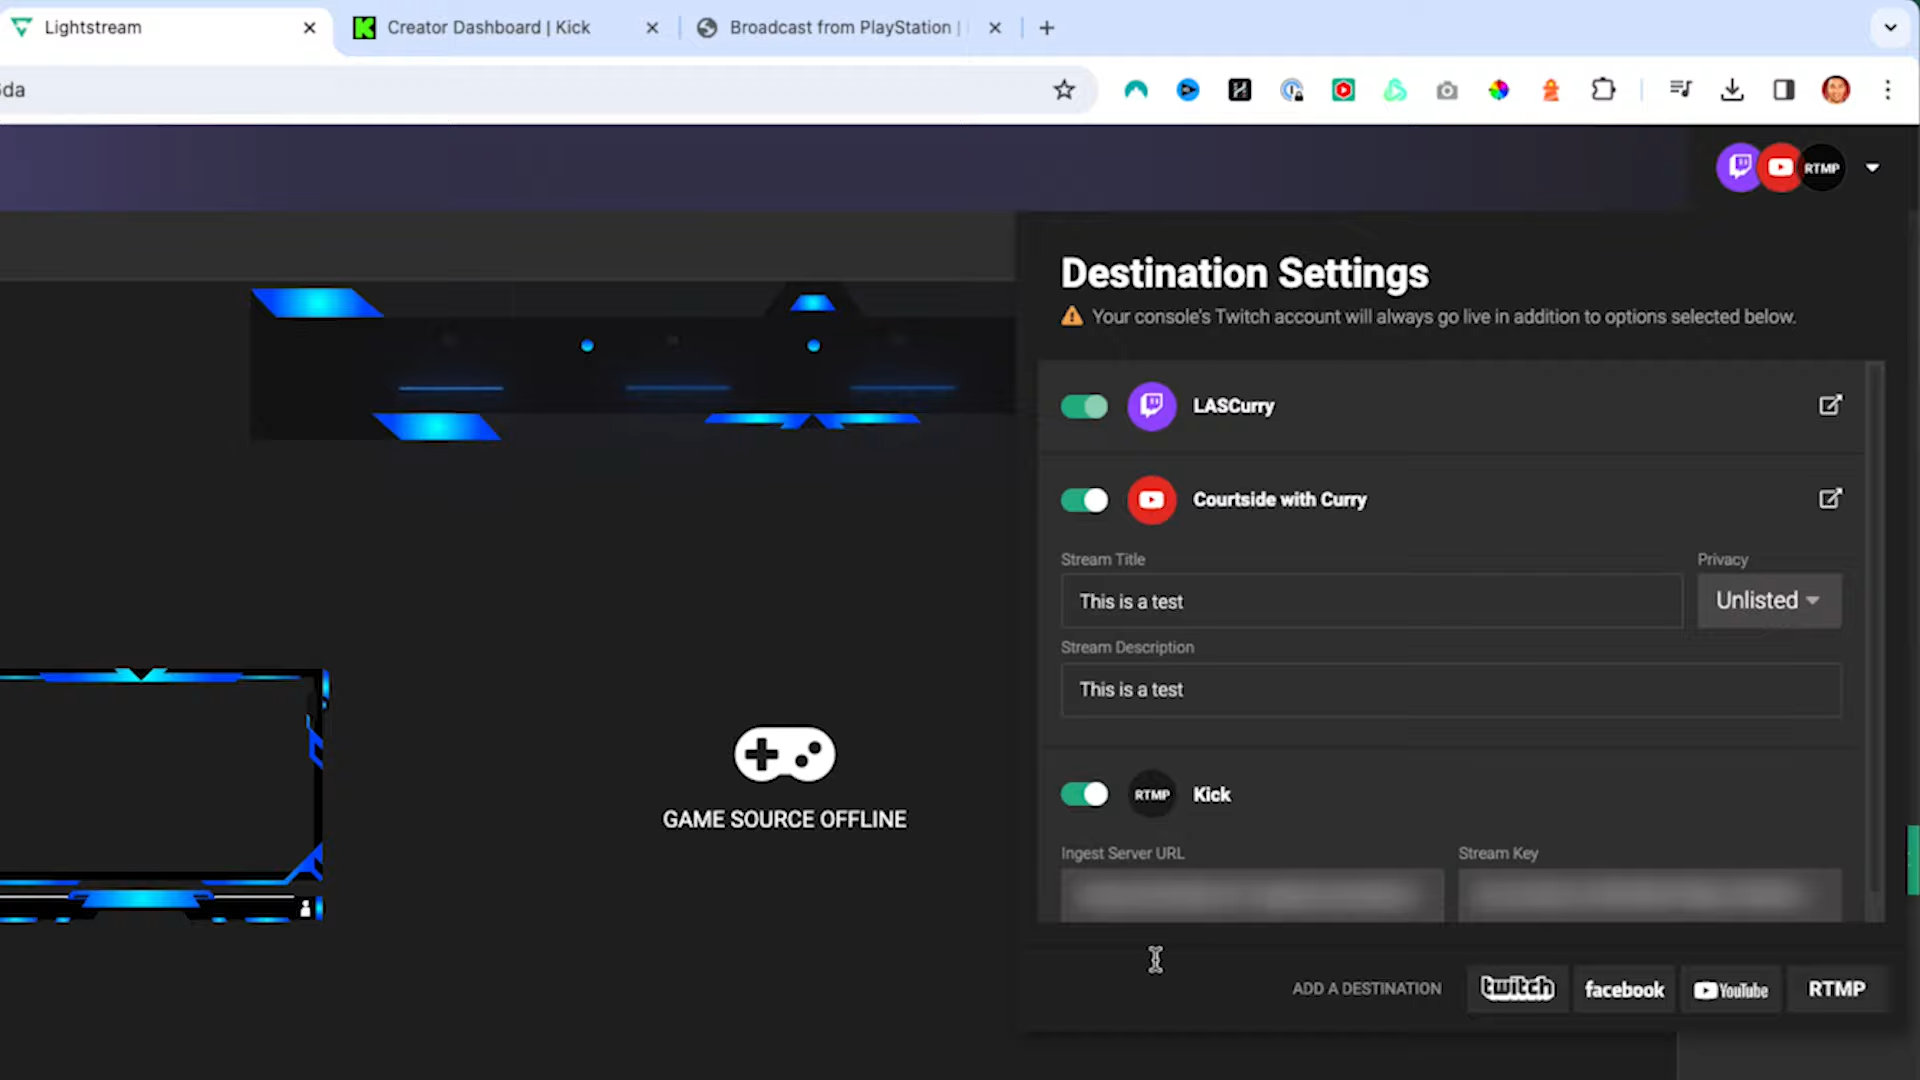 Lightstream
Creator Dashboard | Kick
Broadcast from PlayStation |
da
RTMP
Destination Settings
Your console's Twitch account will always go live in addition to options selected below.
LASCurry
Courtside with Curry
Stream Title
Privacy
This is a test
Unlisted
Stream Description
This is a test
RTMP
Kick
Ingest Server URL
Stream Key
GAME SOURCE OFFLINE
ADD A DESTINATION
twitch
facebook
YouTube
RTMP